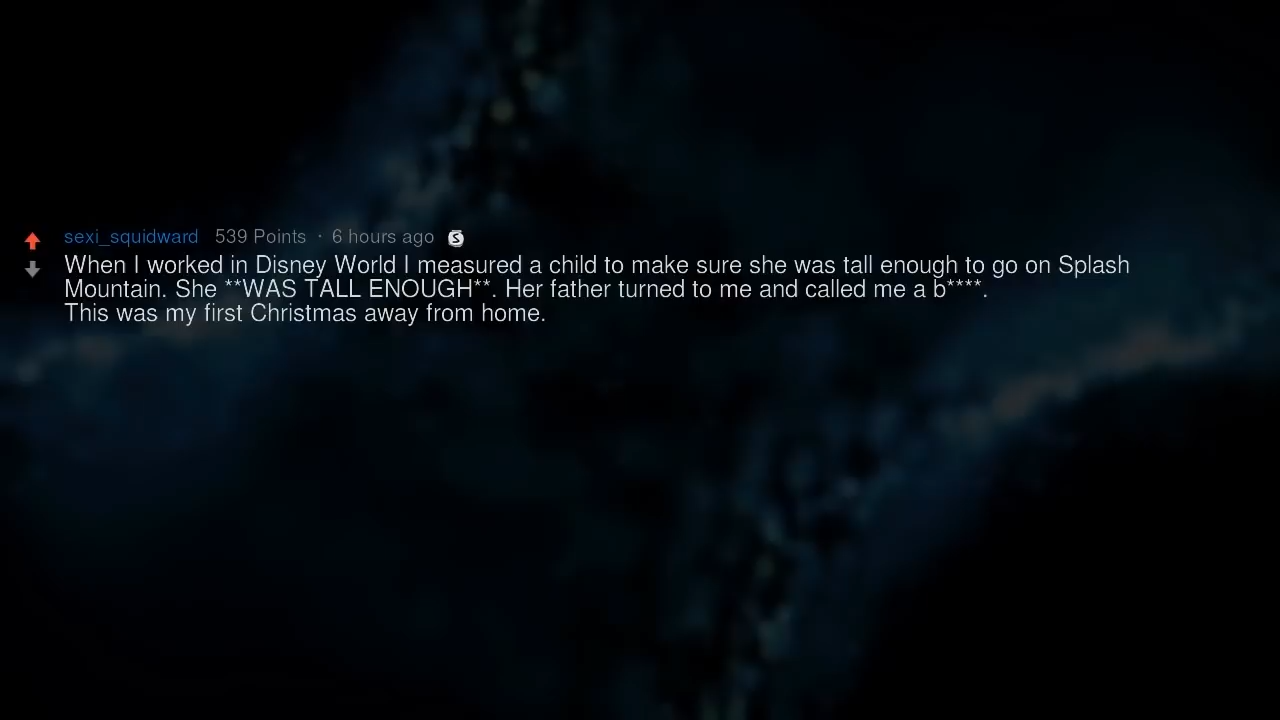 sexi_squidward 539 Points · 6 hours ago S
When I worked in Disney World I measured a child to make sure she was tall enough to go on Splash
Mountain. She **WAS TALL ENOUGH**. Her father turned to me and called me a b****.
This was my first Christmas away from home.